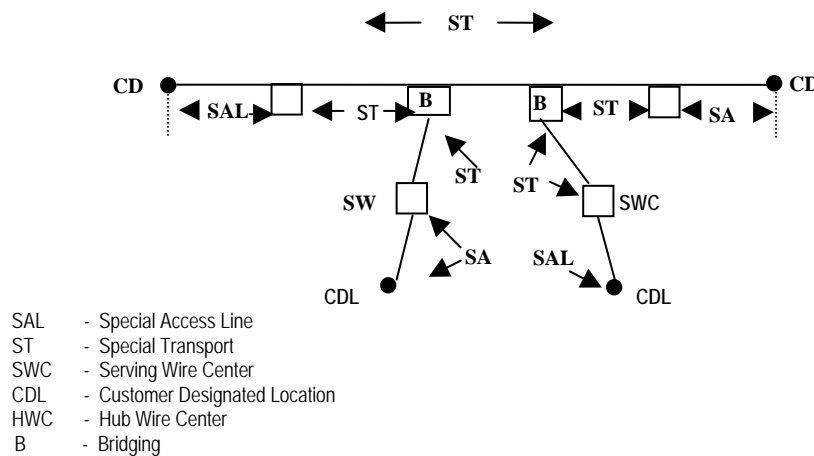 ST
CD
CD
SAL
ST
B
B
ST
SA
ST
ST
SW
SWC
SA
SAL
CDL
CDL
SAL - Special Access Line
ST - Special Transport
SWC - Serving Wire Center
CDL - Customer Designated Location
HWC - Hub Wire Center
B - Bridging